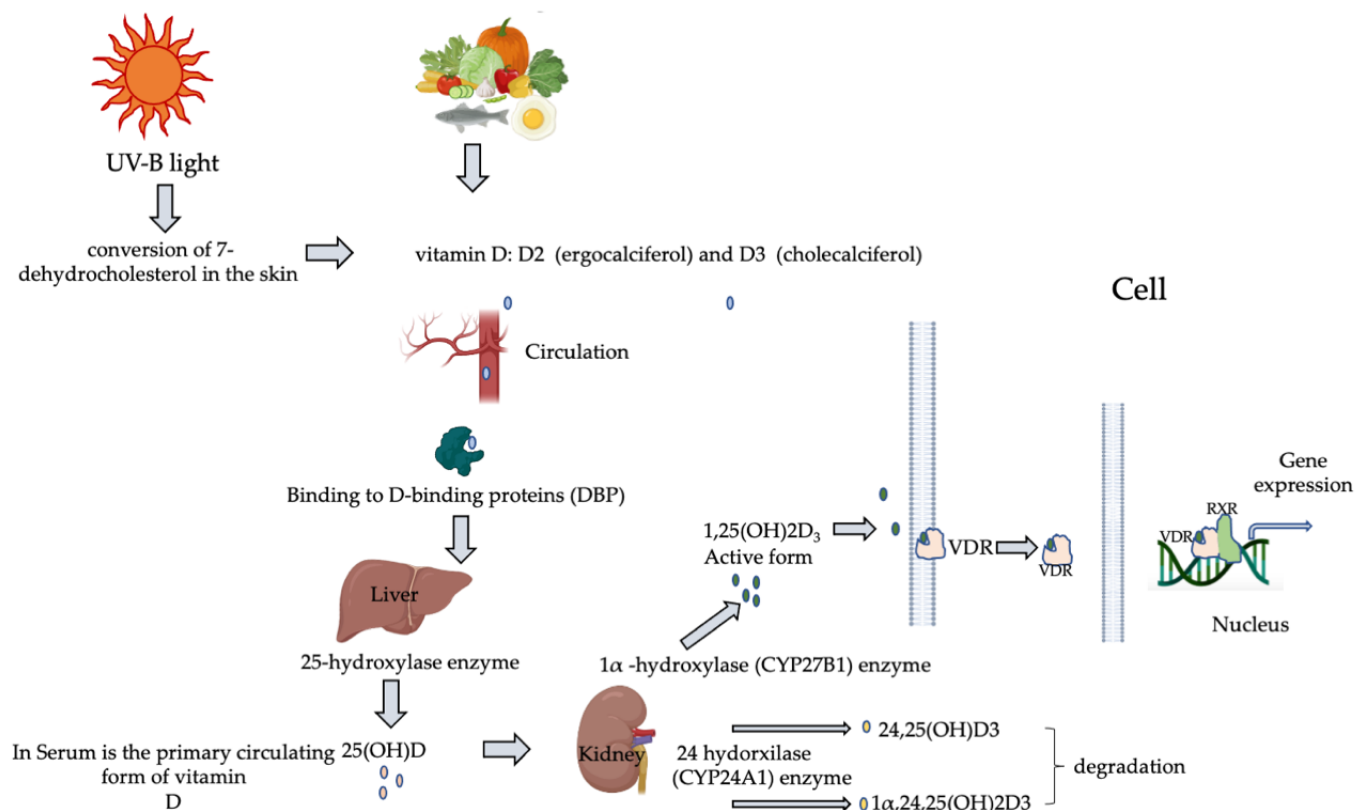 UV-B light
conversion of 7-
dehydrocholesterol in the skin
vitamin D: D2 (ergocalciferol) and D3 (cholecalciferol)
Cell
Circulation
Binding to D-binding proteins (DBP)
Liver
25-hydroxylase enzyme
In Serum is the primary circulating
form of vitamin
D
25(OH)D
Kidney
1α -hydroxylase (CYP27B1) enzyme
1,25(OH)2D₃
Active form
VDR
VDR
VDR
RXR
Gene
expression
Nucleus
24 hydorxilase
(CYP24A1) enzyme
24,25(OH)D3
1α,24,25(OH)2D3
degradation